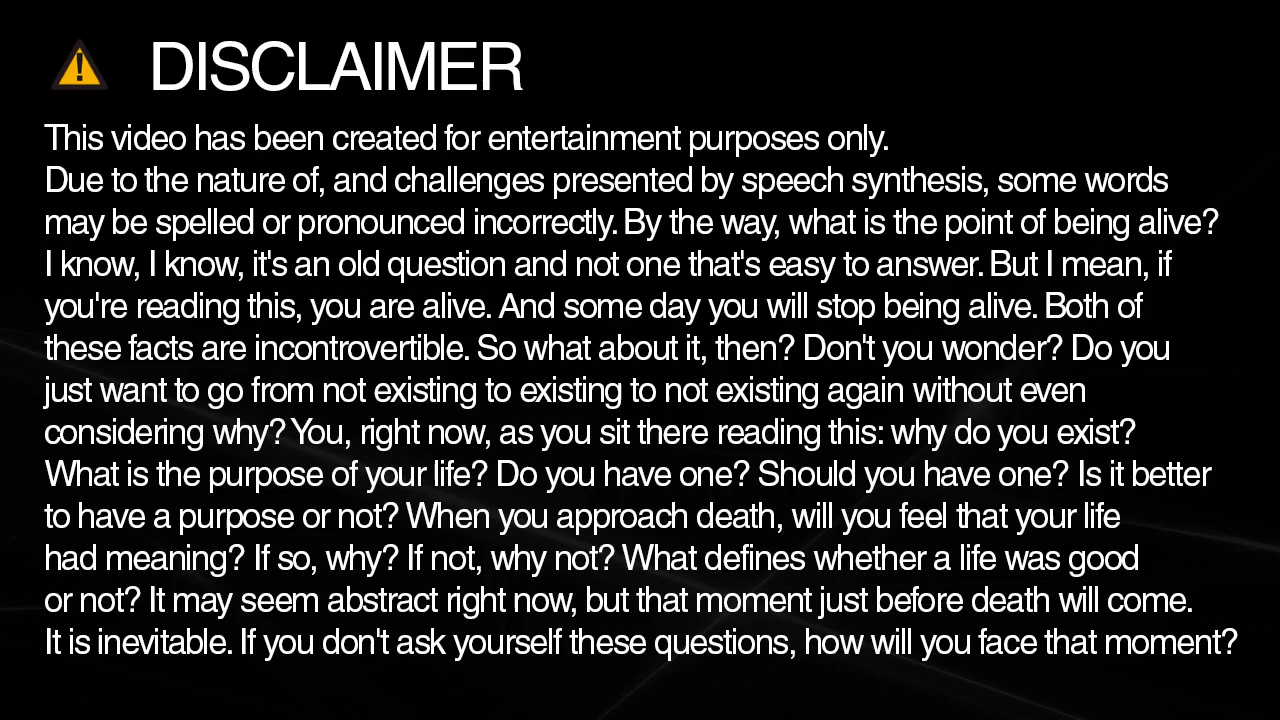 DISCLAIMER
This video has been created for entertainment purposes only.
Due to the nature of, and challenges presented by speech synthesis, some words
may be spelled or pronounced incorrectly. By the way, what is the point of being alive?
I know, I know, it's an old question and not one that's easy to answer. But I mean, if
you're reading this, you are alive. And some day you will stop being alive. Both of
these facts are incontrovertible. So what about it, then? Don't you wonder? Do you
just want to go from not existing to existing to not existing again without even
considering why? You, right now, as you sit there reading this: why do you exist?
What is the purpose of your life? Do you have one? Should you have one? Is it better
to have a purpose or not? When you approach death, will you feel that your life
had meaning? If so, why? If not, why not? What defines whether a life was good
or not? It may seem abstract right now, but that moment just before death will come.
It is inevitable. If you don't ask yourself these questions, how will you face that moment?